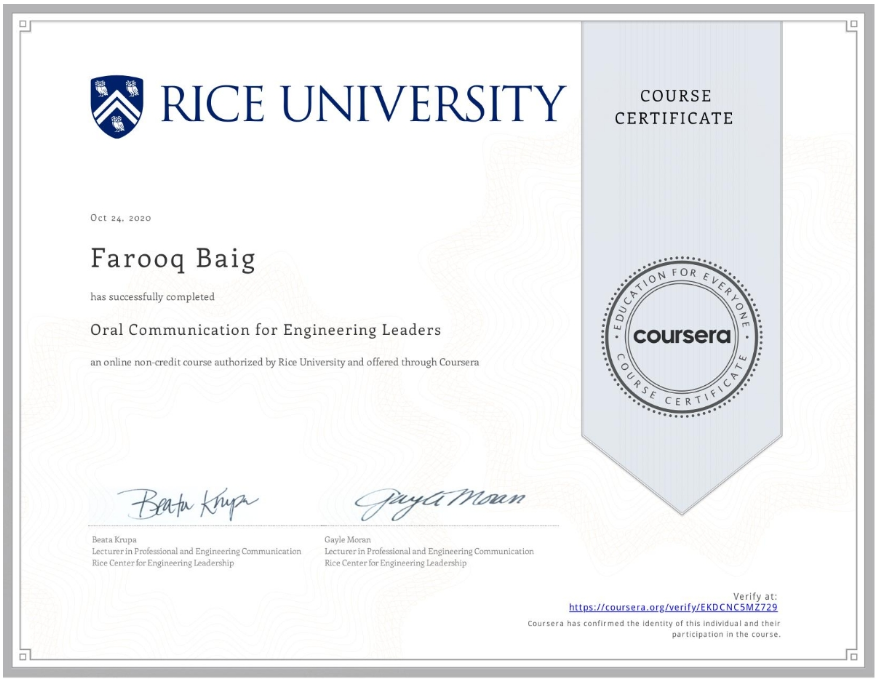 RICE UNIVERSITY
COURSE
CERTIFICATE
Oct 24, 2020
Farooq Baig
has successfully completed
Oral Communication for Engineering Leaders
an online non-credit course authorized by Rice University and offered through Coursera
EDUCATION FOR EVERYONE
coursera
COURSE CERTIFICATE
Beata Krupa
Gayle Moran
Beata Krupa
Lecturer in Professional and Engineering Communication
Rice Center for Engineering Leadership
Gayle Moran
Lecturer in Professional and Engineering Communication
Rice Center for Engineering Leadership
Verify at:
https://coursera.org/verify/EKDCNC5MZ729
Coursera has confirmed the identity of this individual and their
participation in the course.